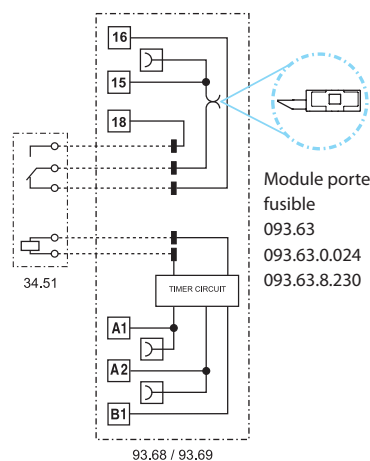 16
15
18
34.51
Module porte
fusible
093.63
093.63.0.024
093.63.8.230
TIMER CIRCUIT
A1
A2
B1
93.68 / 93.69